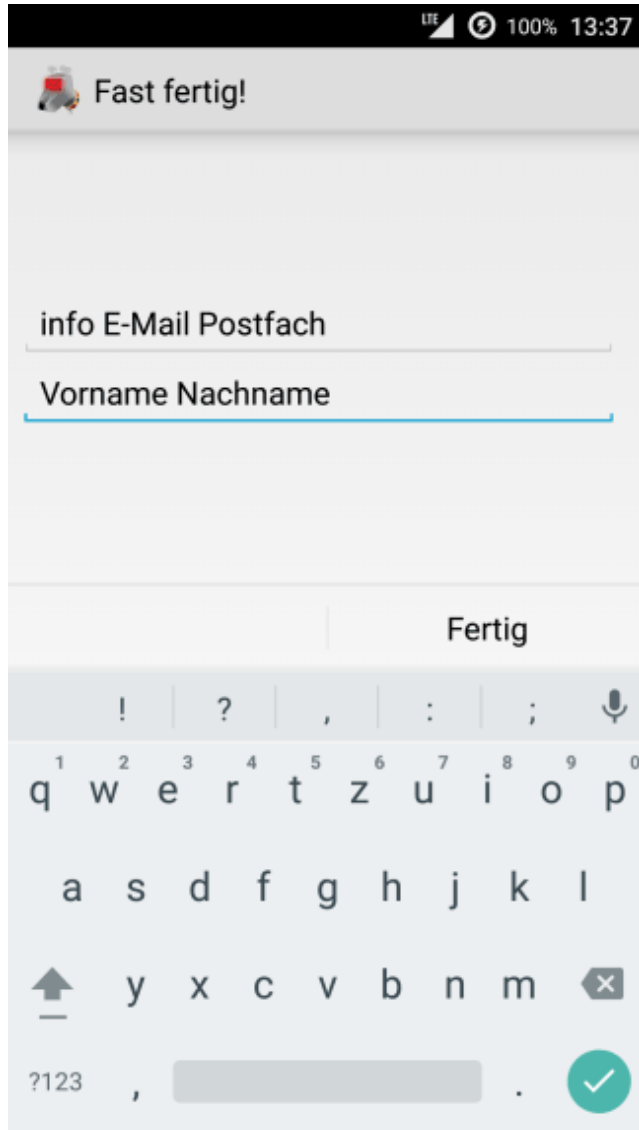 LTE 100% 13:37
Fast fertig!
info E-Mail Postfach
Vorname Nachname
Fertig
! ? , : ;
1 2 3 4 5 6 7 8 9 0
q w e r t z u i o p
a s d f g h j k l
y x c v b n m
?123 , .